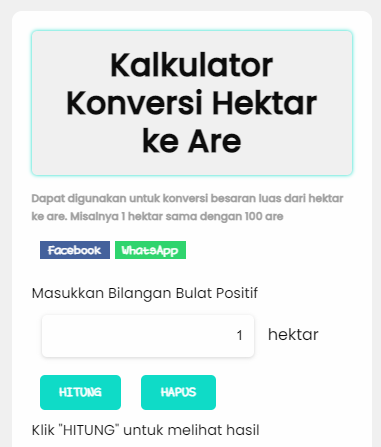 Kalkulator
Konversi Hektar
ke Are
Dapat digunakan untuk konversi besaran luas dari hektar
ke are. Misalnya 1 hektar sama dengan 100 are
Facebook WhatsApp
Masukkan Bilangan Bulat Positif
1 hektar
HITUNG HAPUS
Klik "HITUNG" untuk melihat hasil